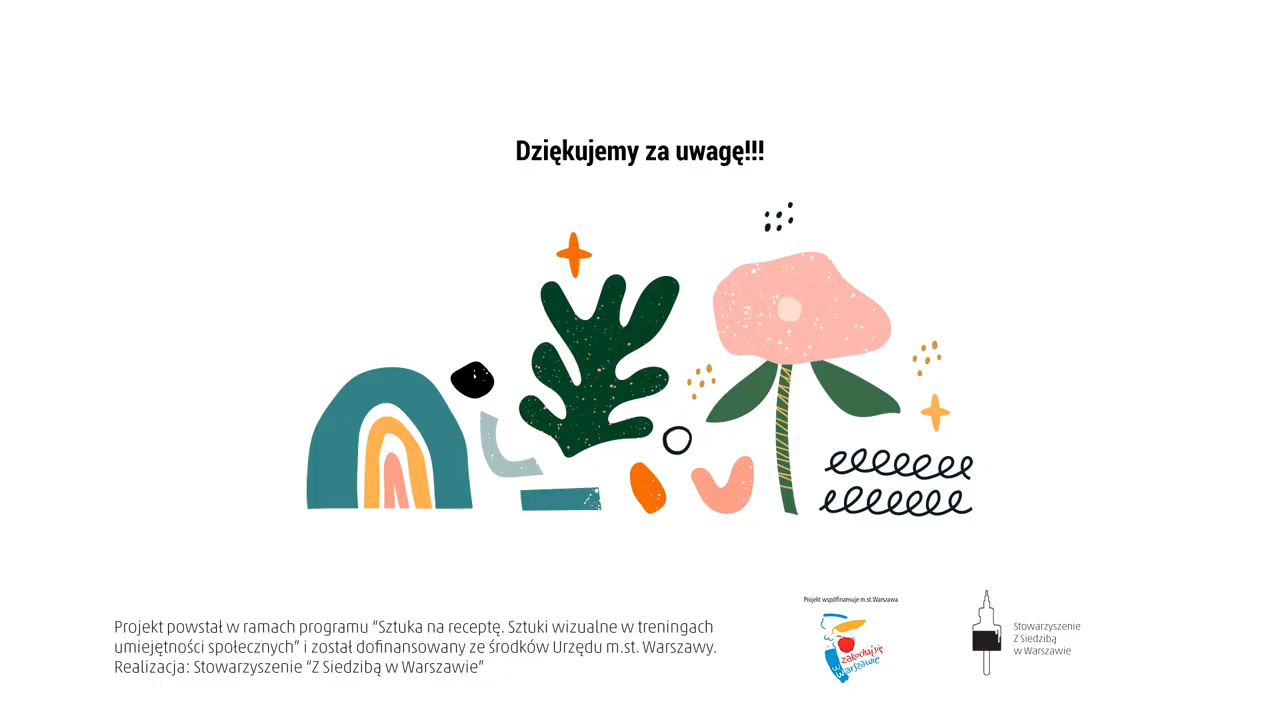 Dziękujemy za uwagę!!!
Projekt współfinansuje m.st.Warszawa
Projekt powstał w ramach programu “Sztuka na receptę. Sztuki wizualne w treningach
umiejętności społecznych” i został dofinansowany ze środków Urzędu m.st. Warszawy.
Realizacja: Stowarzyszenie “Z Siedzibą w Warszawie”
zakochaj się
w warszawie
Stowarzyszenie
Z Siedzibą
w Warszawie